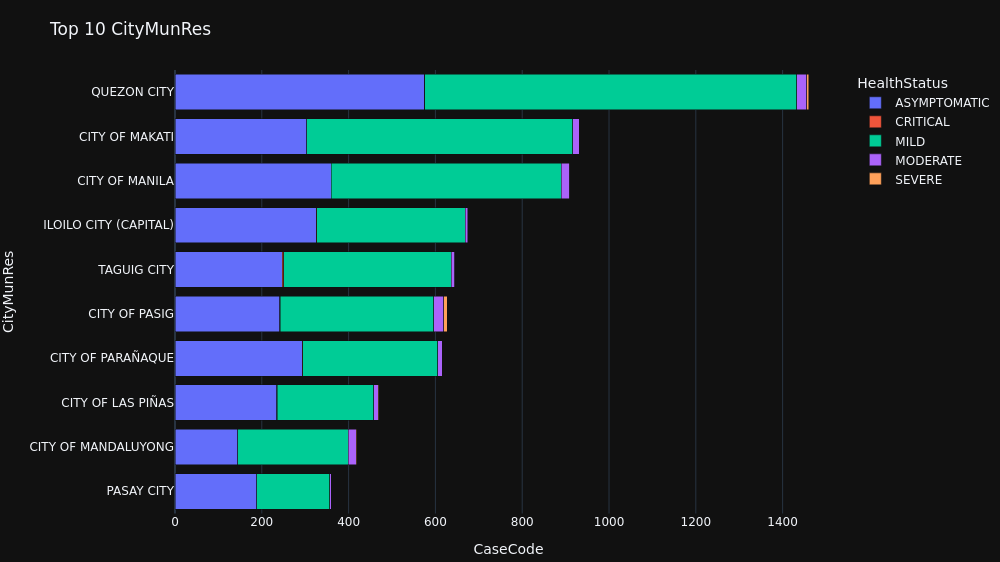 Top 10 CityMunRes
HealthStatus
ASYMPTOMATIC
CRITICAL
MILD
MODERATE
SEVERE
CityMunRes
QUEZON CITY
CITY OF MAKATI
CITY OF MANILA
ILOILO CITY (CAPITAL)
TAGUIG CITY
CITY OF PASIG
CITY OF PARAÑAQUE
CITY OF LAS PIÑAS
CITY OF MANDALUYONG
PASAY CITY
0 200 400 600 800 1000 1200 1400
CaseCode